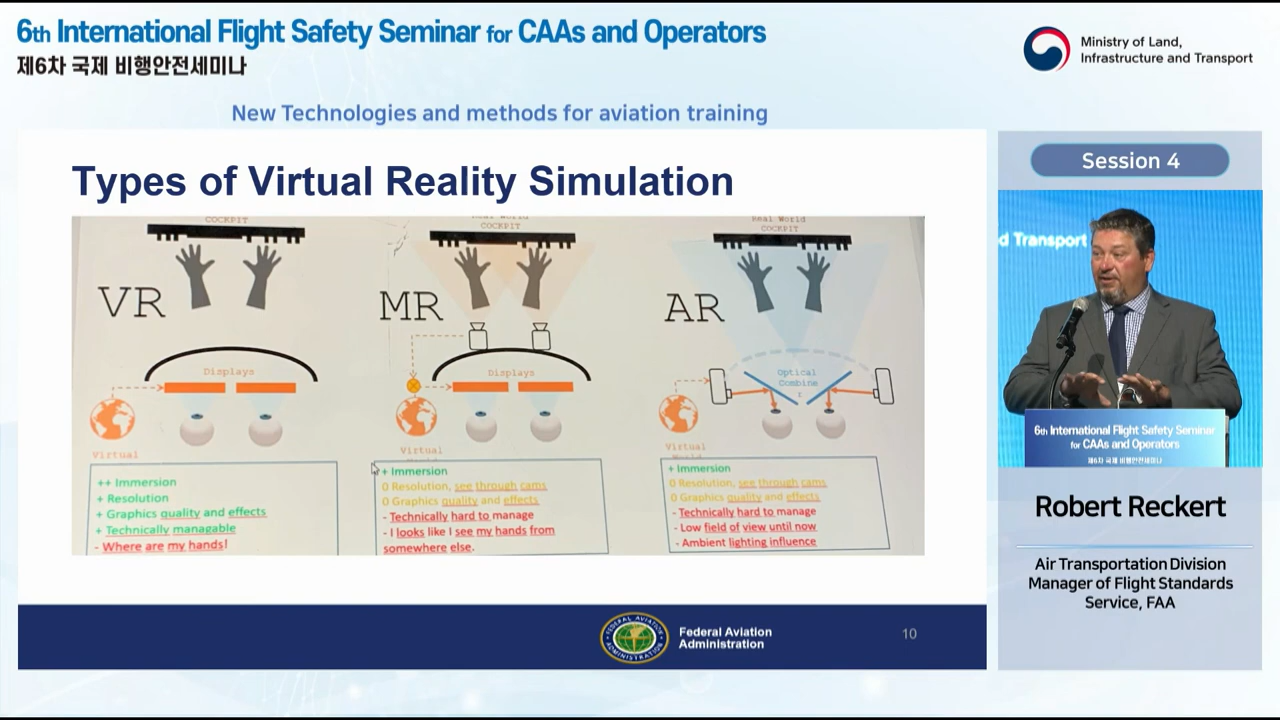 6th International Flight Safety Seminar for CAAs and Operators
제6차 국제 비행안전세미나
Ministry of Land,
Infrastructure and Transport
New Technologies and methods for aviation training
Session 4
Types of Virtual Reality Simulation
COCKPIT
VR
Displays
Virtual
++ Immersion
+ Resolution
+ Graphics quality and effects
+ Technically managable
- Where are my hands!
Real World
COCKPIT
MR
Displays
Virtual
+ Immersion
0 Resolution, see through cams
0 Graphics quality and effects
- Technically hard to manage
- I looks like I see my hands from
somewhere else.
Real World
COCKPIT
AR
Optical
Combine
r
Virtual
+ Immersion
0 Resolution, see through cams
0 Graphics quality and effects
- Technically hard to manage
- Low field of view until now
- Ambient lighting influence
FEDERAL AVIATION
ADMINISTRATION
Federal Aviation
Administration
10
d Transport
6th International Flight Safety Seminar
for CAAs and Operators
제6차 국제 비행안전세미나
Robert Reckert
Air Transportation Division
Manager of Flight Standards
Service, FAA